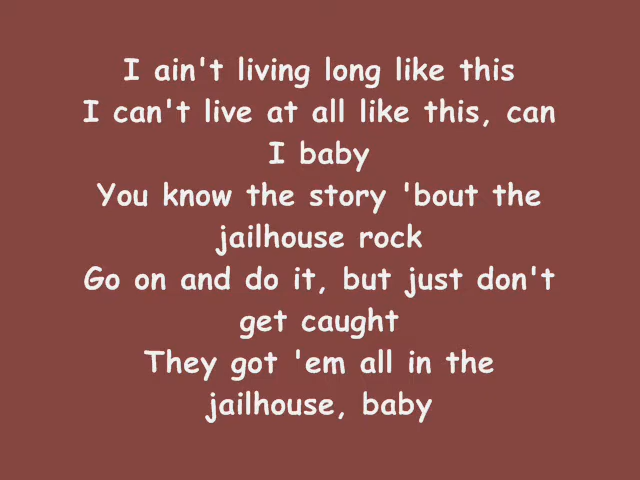 I ain't living long like this
I can't live at all like this, can
I baby
You know the story 'bout the
jailhouse rock
Go on and do it, but just don't
get caught
They got 'em all in the
jailhouse, baby